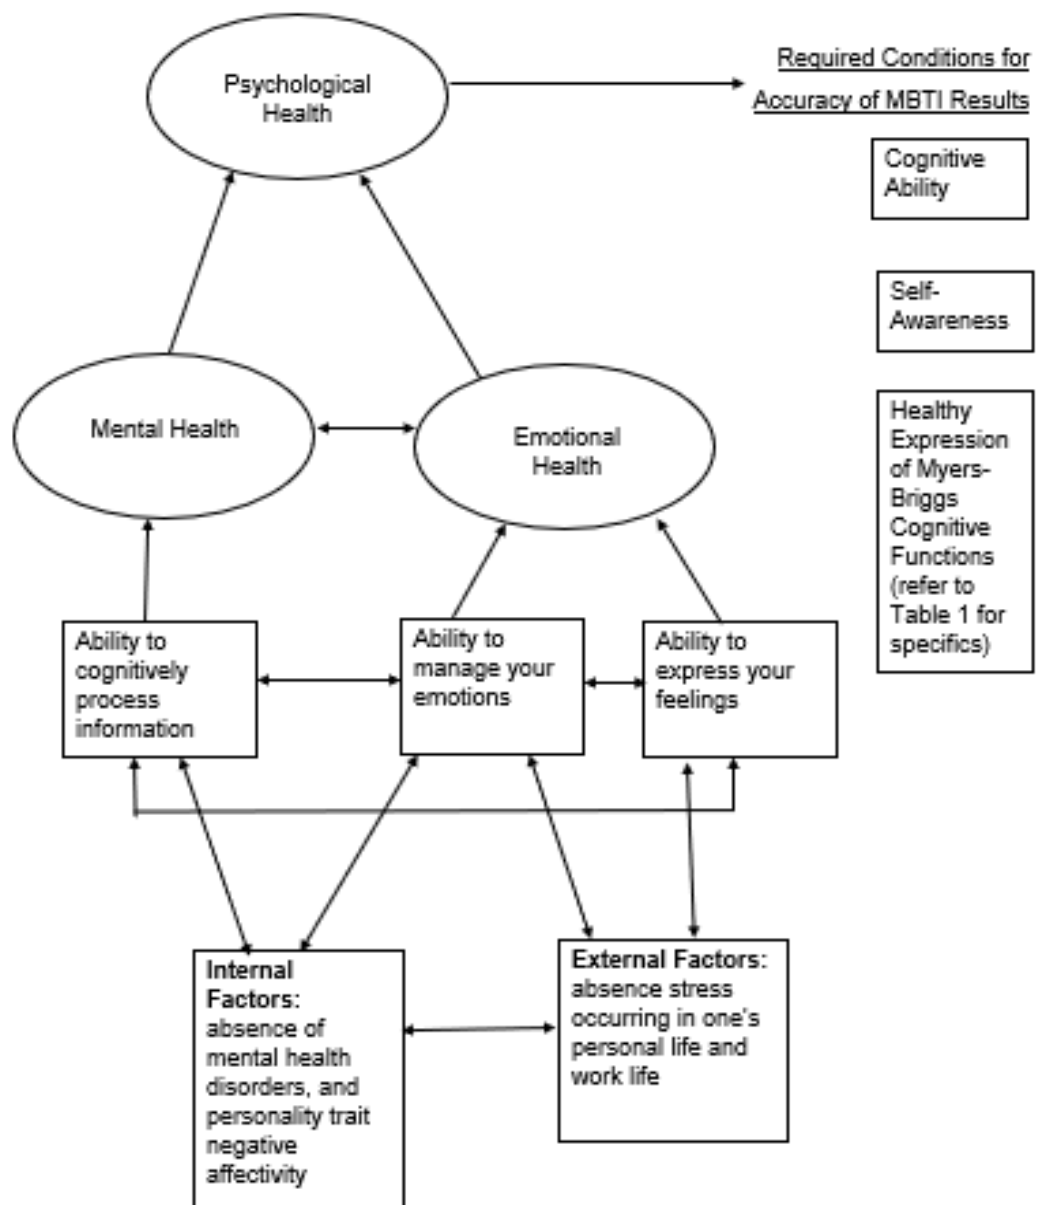 Psychological
Health
Required Conditions for
Accuracy of MBTI Results
Cognitive
Ability
Self-
Awareness
Healthy
Expression
of Myers-
Briggs
Cognitive
Functions
(refer to
Table 1 for
specifics)
Mental Health
Emotional
Health
Ability to
cognitively
process
information
Ability to
manage your
emotions
Ability to
express your
feelings
Internal
Factors:
absence of
mental health
disorders, and
personality trait
negative
affectivity
External Factors:
absence stress
occurring in one's
personal life and
work life